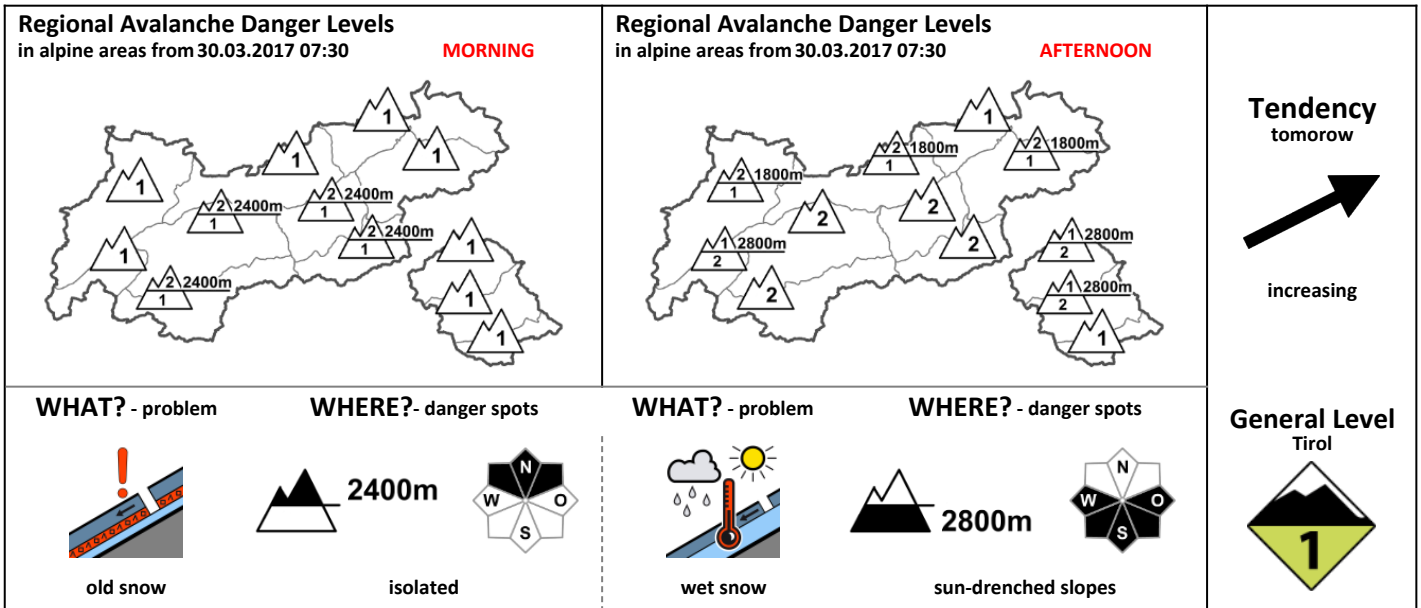 Regional Avalanche Danger Levels
in alpine areas from 30.03.2017 07:30 MORNING
1
1
1
1
2 2400m
1
2 2400m
1
2 2400m
1
1
1
2 2400m
1
1
1
Regional Avalanche Danger Levels
in alpine areas from 30.03.2017 07:30 AFTERNOON
1
2 1800m
1
2 1800m
1
2 1800m
1
2
2
2
1 2800m
2
1 2800m
2
2
1 2800m
2
1
Tendency
tomorow
increasing
WHAT? - problem
old snow
WHERE? - danger spots
2400m
N
W O
S
isolated
WHAT? - problem
wet snow
WHERE? - danger spots
2800m
N
W O
S
sun-drenched slopes
General Level
Tirol
1